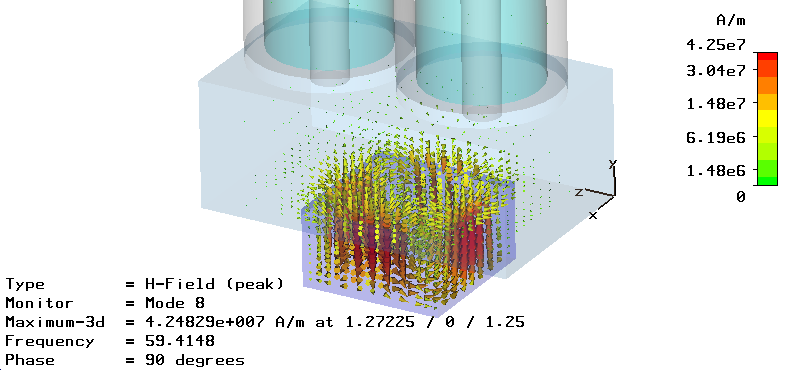 A/m
4.25e7
3.04e7
1.48e7
6.19e6
1.48e6
0
y
z
x
Type = H-Field (peak)
Monitor = Mode 8
Maximum-3d = 4.24829e+007 A/m at 1.27225 / 0 / 1.25
Frequency = 59.4148
Phase = 90 degrees